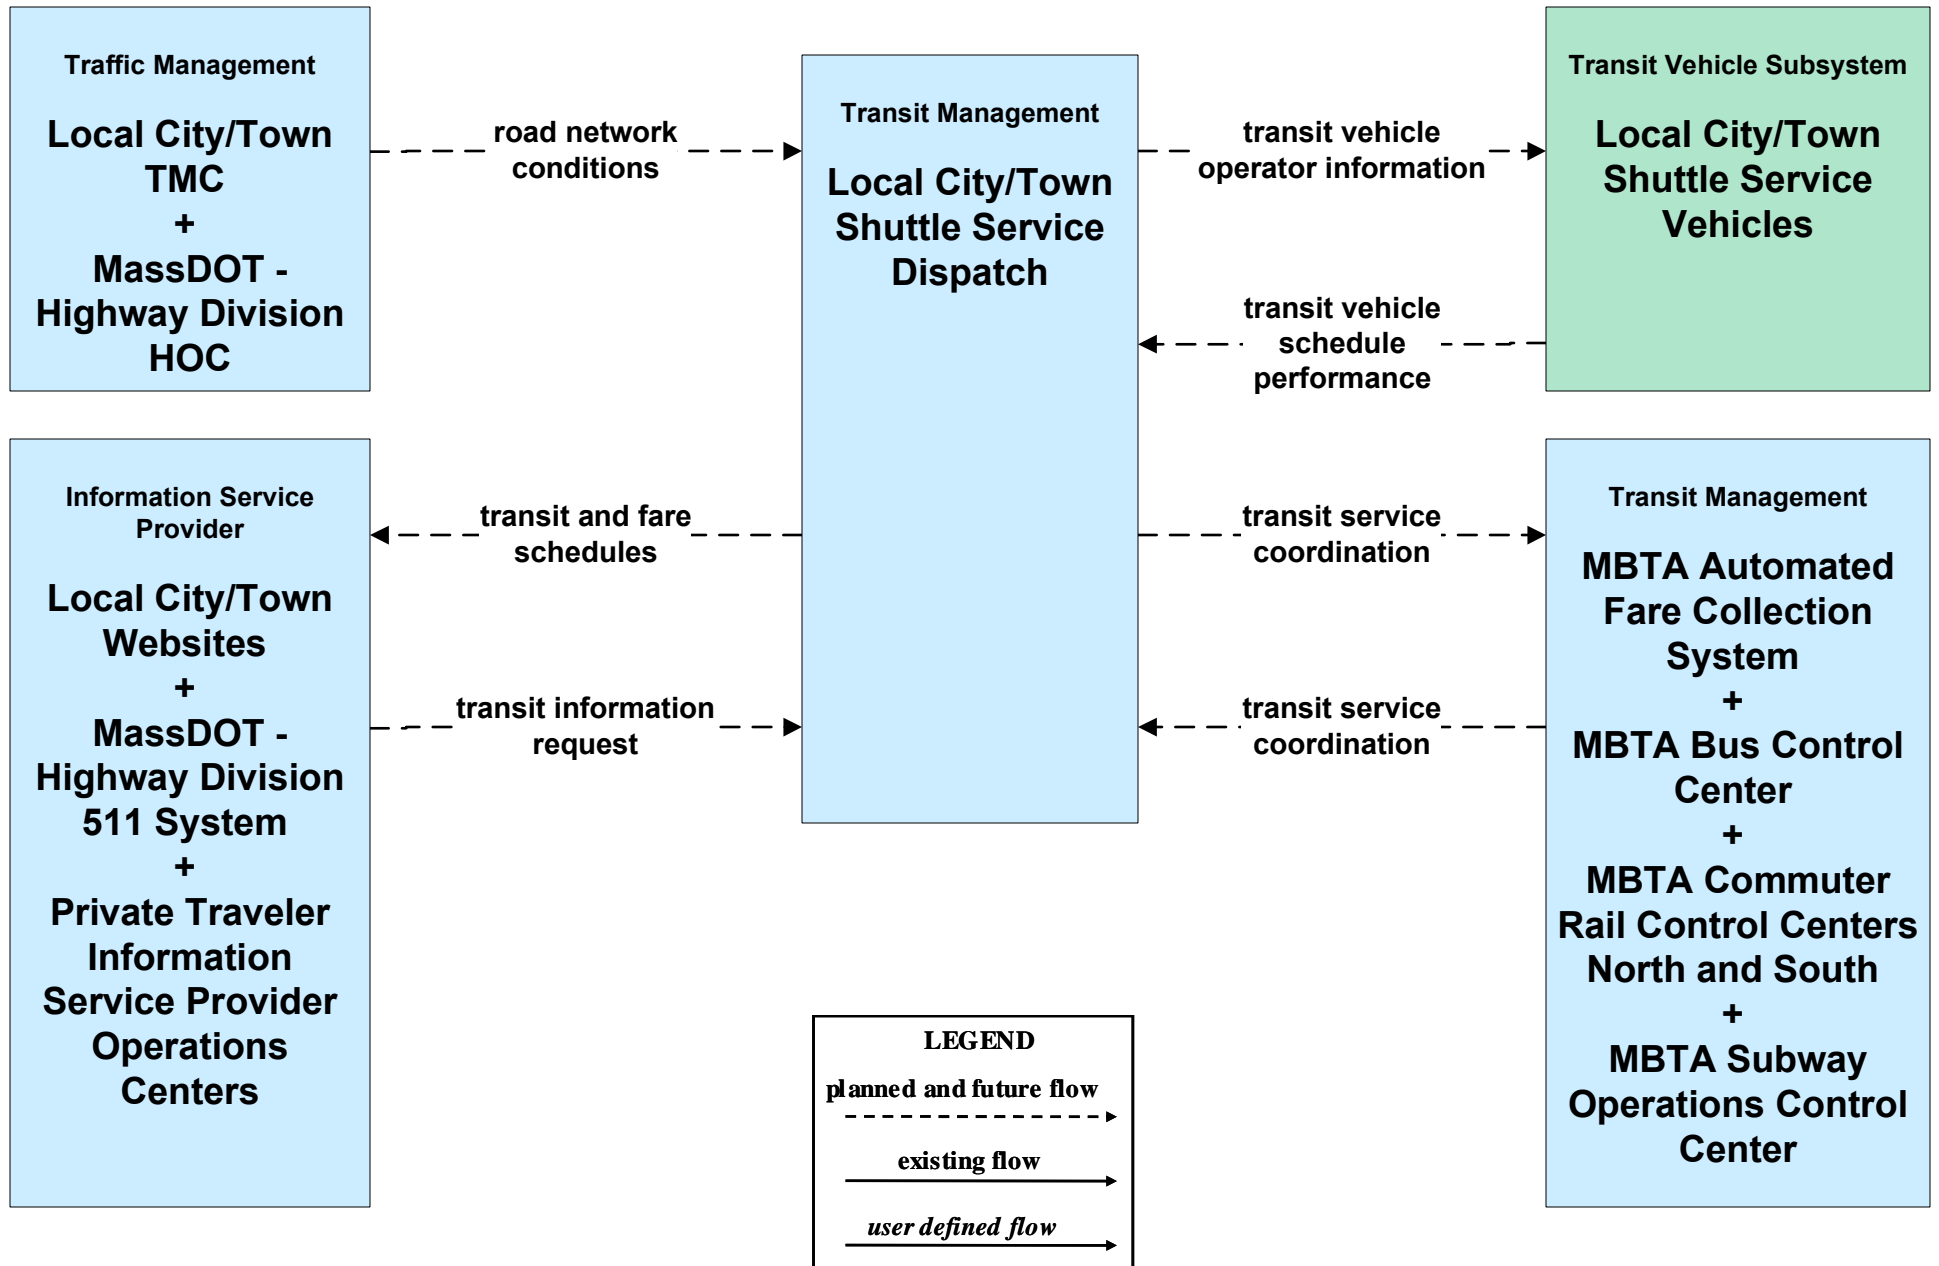 Traffic Management
Local City/Town
TMC
+
MassDOT -
Highway Division
HOC
road network
conditions
Transit Management
Local City/Town
Shuttle Service
Dispatch
transit vehicle
operator information
Transit Vehicle Subsystem
Local City/Town
Shuttle Service
Vehicles
transit vehicle
schedule
performance
Information Service
Provider
Local City/Town
Websites
+
MassDOT -
Highway Division
511 System
+
Private Traveler
Information
Service Provider
Operations
Centers
transit and fare
schedules
transit information
request
transit service
coordination
transit service
coordination
Transit Management
MBTA Automated
Fare Collection
System
+
MBTA Bus Control
Center
+
MBTA Commuter
Rail Control Centers
North and South
+
MBTA Subway
Operations Control
Center
LEGEND
planned and future flow
existing flow
user defined flow